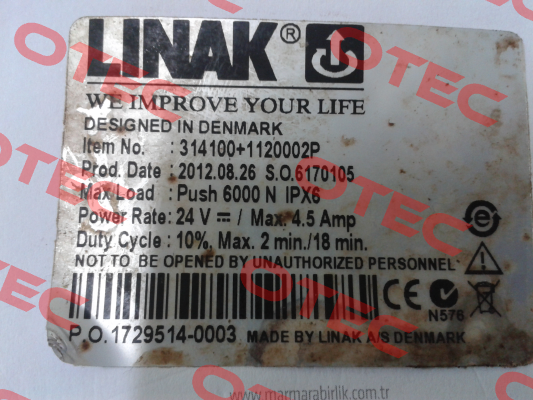 LINAK®
WE IMPROVE YOUR LIFE
DESIGNED IN DENMARK
Item No. : 314100+1120002P
Prod. Date : 2012.08.26 S.O.6170105
Max Load : Push 6000 N IPX6
Power Rate: 24 V ⎓ / Max. 4.5 Amp
Duty Cycle : 10%, Max. 2 min./18 min.
NOT TO BE OPENED BY UNAUTHORIZED PERSONNEL
CE
N576
P.O.1729514-0003 MADE BY LINAK A/S DENMARK
www.marmarabirlik.com.tr
OTEC
OTEC
OTEC
OTEC
OTEC
OTEC
OTEC